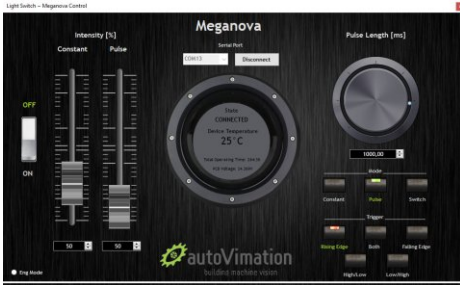 Light Switch – Meganova Control
Meganova
Intensity [%]
Constant Pulse
Serial Port
COM13
Disconnect
Pulse Length [ms]
OFF
ON
State
CONNECTED
Device Temperature
25°C
1000,00
Mode
Constant Pulse Switch
Trigger
Rising Edge Both Falling Edge
High/Low Low/High
50 50
autoVimation
building machine vision
Eng Mode